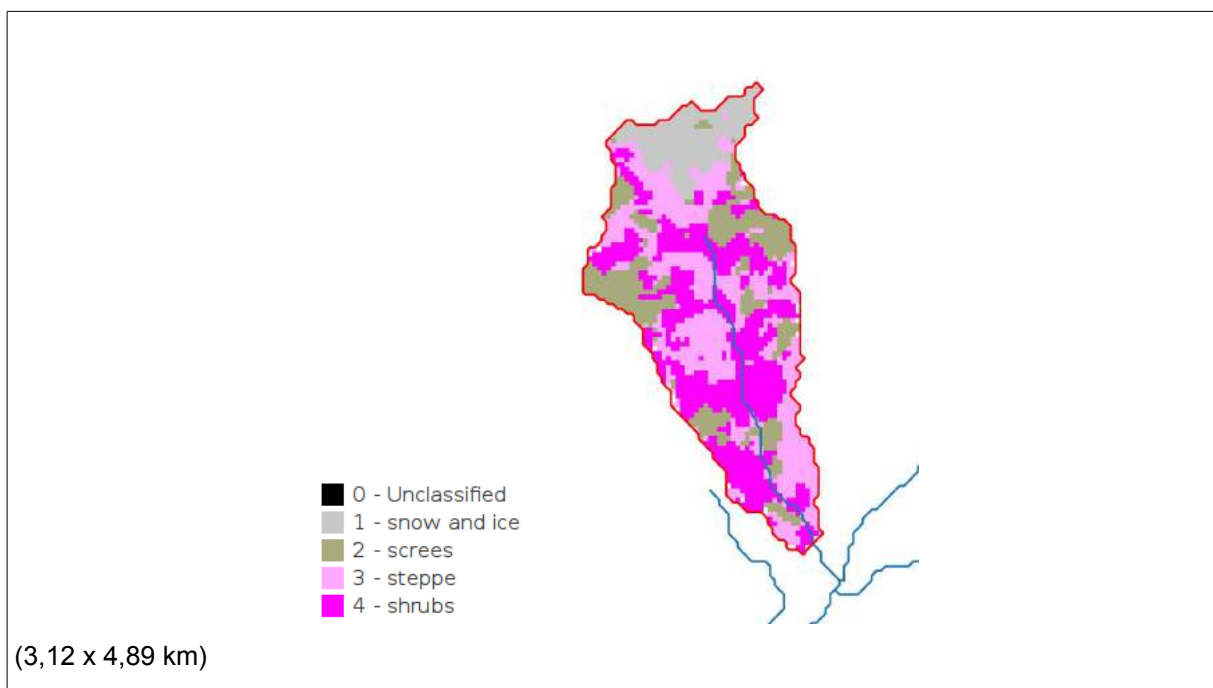 0 - Unclassified
1 - snow and ice
2 - screes
3 - steppe
4 - shrubs
(3,12 x 4,89 km)